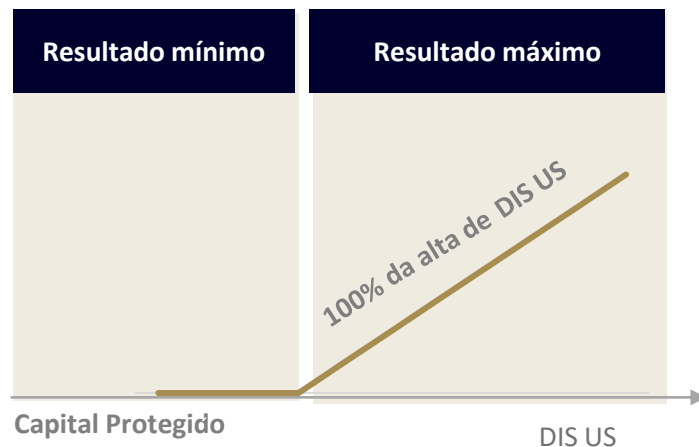 Resultado mínimo
Resultado máximo
100% da alta de DIS US
Capital Protegido
DIS US